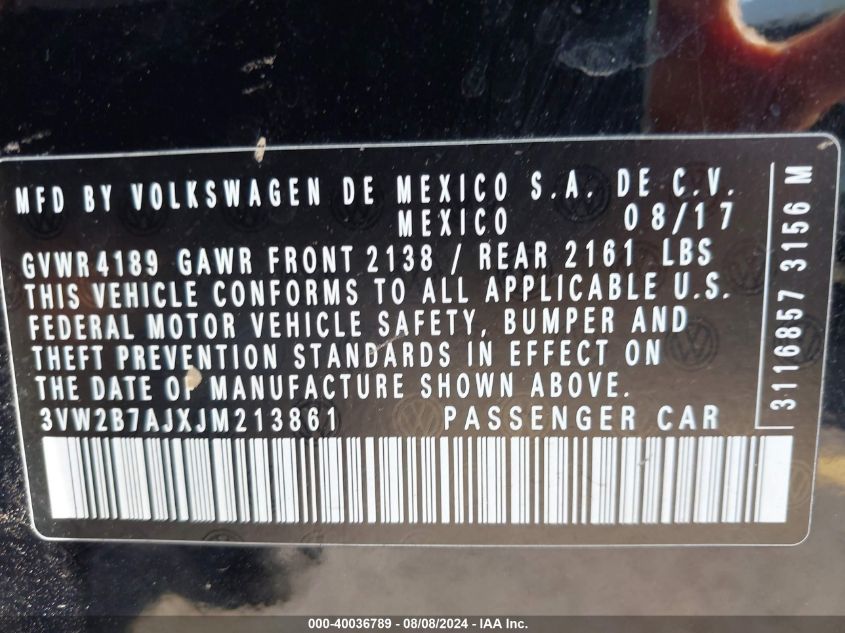 MFD BY VOLKSWAGEN DE MEXICO S.A. DE C.V.
MEXICO 08/17
GVWR 4189 GAWR FRONT 2138 / REAR 2161 LBS
THIS VEHICLE CONFORMS TO ALL APPLICABLE U.S.
FEDERAL MOTOR VEHICLE SAFETY, BUMPER AND
THEFT PREVENTION STANDARDS IN EFFECT ON
THE DATE OF MANUFACTURE SHOWN ABOVE.
3VW2B7AJXJM213861 PASSENGER CAR
3116857 3156 M
000-40036789 - 08/08/2024 - IAA Inc.